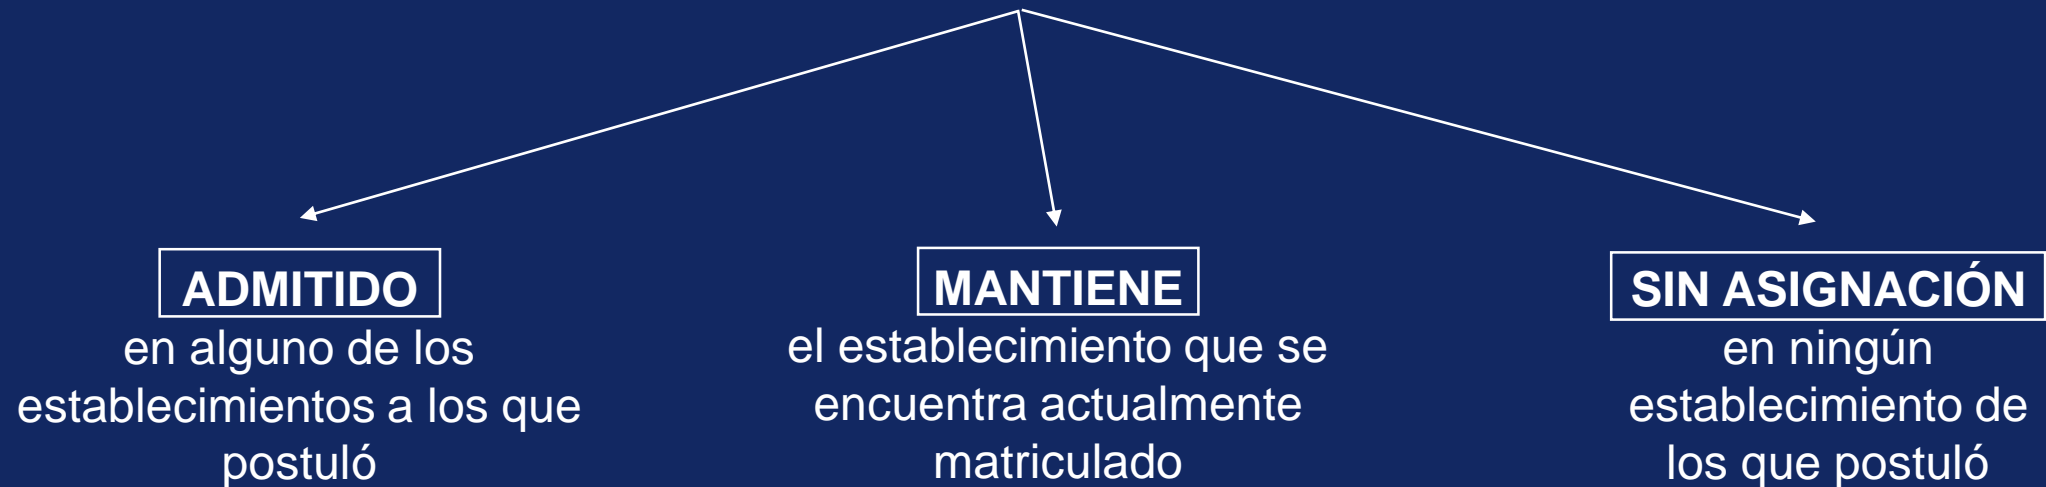 ADMITIDO
en alguno de los
establecimientos a los que
postuló
MANTIENE
el establecimiento que se
encuentra actualmente
matriculado
SIN ASIGNACIÓN
en ningún
establecimiento de
los que postuló